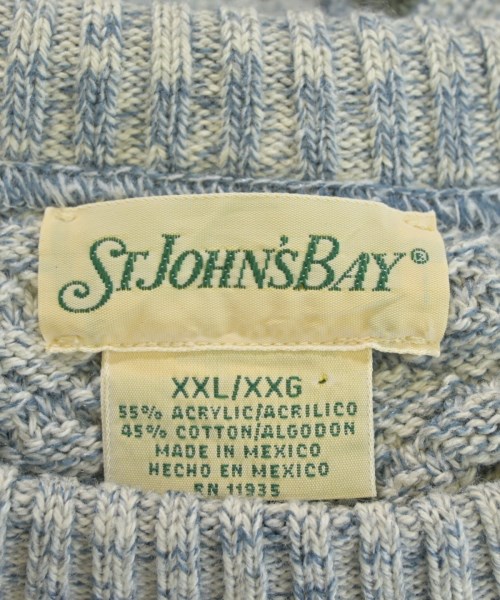 ST JOHN'S BAY®
XXL/XXG
55% ACRYLIC/ACRILICO
45% COTTON/ALGODON
MADE IN MEXICO
HECHO EN MEXICO
RN 11935